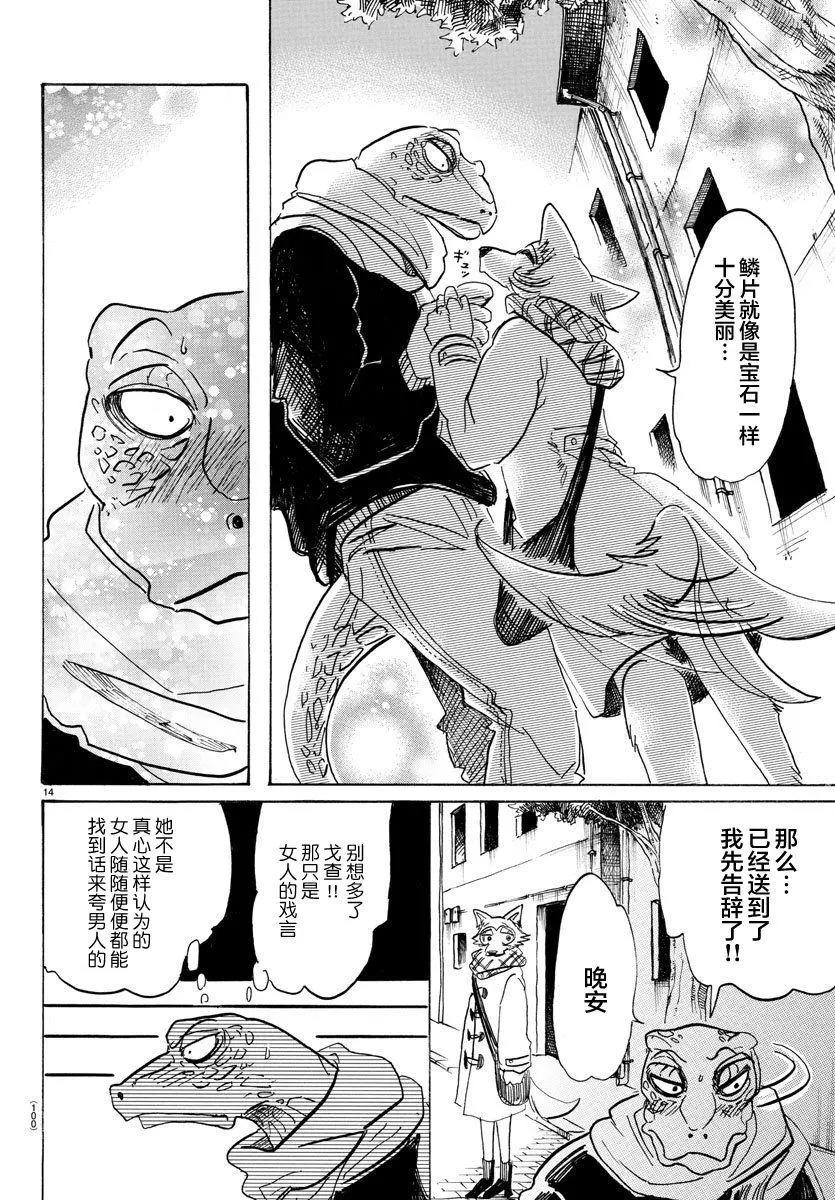 鳞片就像是宝石一样
十分美丽…
ギュッ
那么…
已经送到了
我先告辞了!!
晚安
别想多了
戈查!!
那只是
女人的戏言
她不是
真心这样认为的
女人随随便便都能
找到话来夸男人的
14
(100)